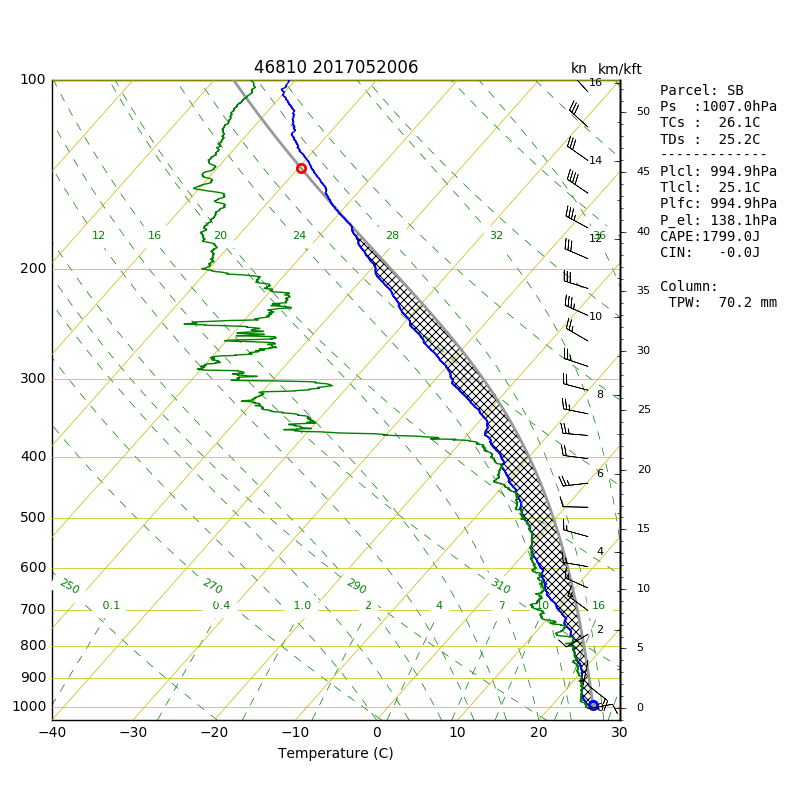 46810 2017052006
kn km/kft
Parcel: SB
Ps :1007.0hPa
TCs : 26.1C
TDs : 25.2C
-------------
Plcl: 994.9hPa
Tlcl: 25.1C
Plfc: 994.9hPa
P_el: 138.1hPa
CAPE:1799.0J
CIN: -0.0J
Column:
TPW: 70.2 mm
100
200
300
400
500
600
700
800
900
1000
12 16 20 24 28 32 36
250 270 290 310
0.1 0.4 1.0 2 4 7 10 16
16
14
12
10
8
6
4
2
0
50
45
40
35
30
25
20
15
10
5
0
−40 −30 −20 −10 0 10 20 30
Temperature (C)